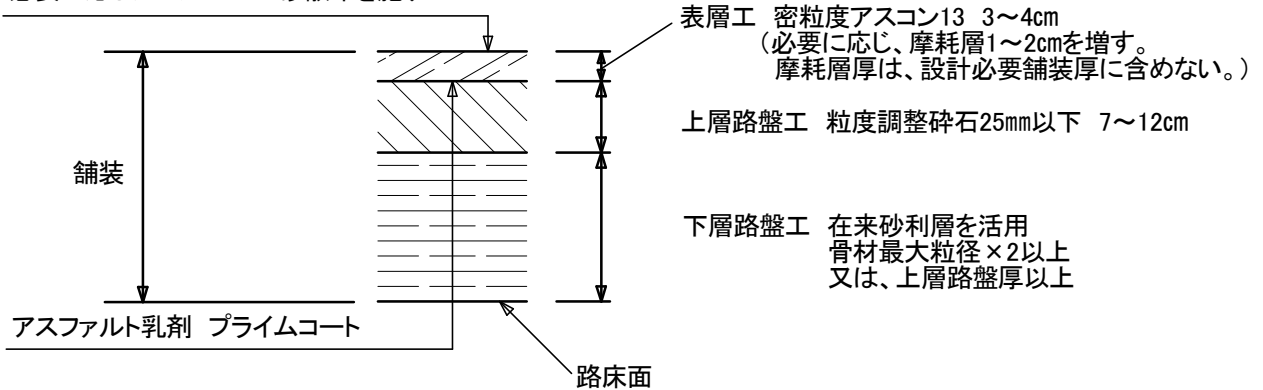 表層工 密粒度アスコン13 3～4cm
(必要に応じ、摩耗層1～2cmを増す。
摩耗層厚は、設計必要舗装厚に含めない。)
上層路盤工 粒度調整砕石25mm以下 7～12cm
舗装
下層路盤工 在来砂利層を活用
骨材最大粒径×2以上
又は、上層路盤厚以上
アスファルト乳剤 プライムコート
路床面